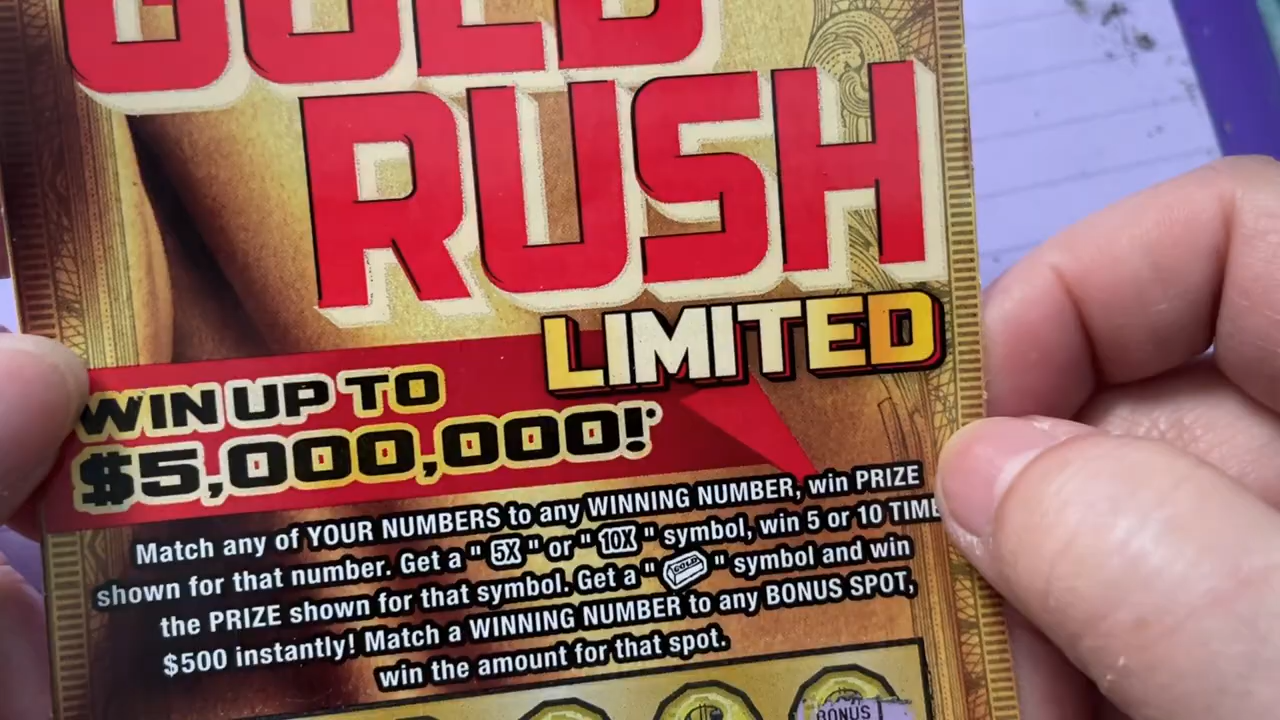 GOLD
RUSH
LIMITED
WIN UP TO
$5,000,000!*
Match any of YOUR NUMBERS to any WINNING NUMBER, win PRIZE
shown for that number. Get a "5X" or "10X" symbol, win 5 or 10 TIME
the PRIZE shown for that symbol. Get a "GOLD" symbol and win
$500 instantly! Match a WINNING NUMBER to any BONUS SPOT,
win the amount for that spot.
BONUS